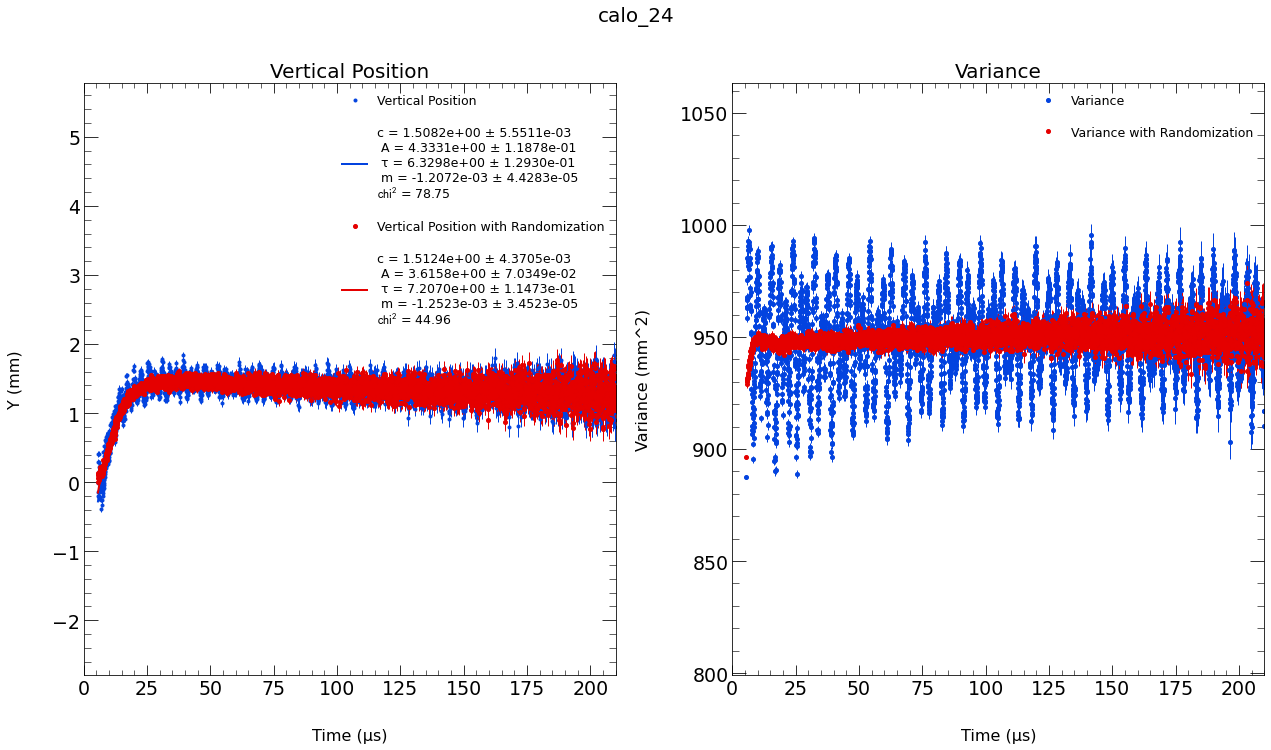 calo_24
Vertical Position
Vertical Position
c = 1.5082e+00 ± 5.5511e-03
A = 4.3331e+00 ± 1.1878e-01
τ = 6.3298e+00 ± 1.2930e-01
m = -1.2072e-03 ± 4.4283e-05
chi² = 78.75
Vertical Position with Randomization
c = 1.5124e+00 ± 4.3705e-03
A = 3.6158e+00 ± 7.0349e-02
τ = 7.2070e+00 ± 1.1473e-01
m = -1.2523e-03 ± 3.4523e-05
chi² = 44.96
Y (mm)
5
4
3
2
1
0
−1
−2
0 25 50 75 100 125 150 175 200
Time (μs)
Variance
Variance
Variance with Randomization
Variance (mm^2)
1050
1000
950
900
850
800
0 25 50 75 100 125 150 175 200
Time (μs)